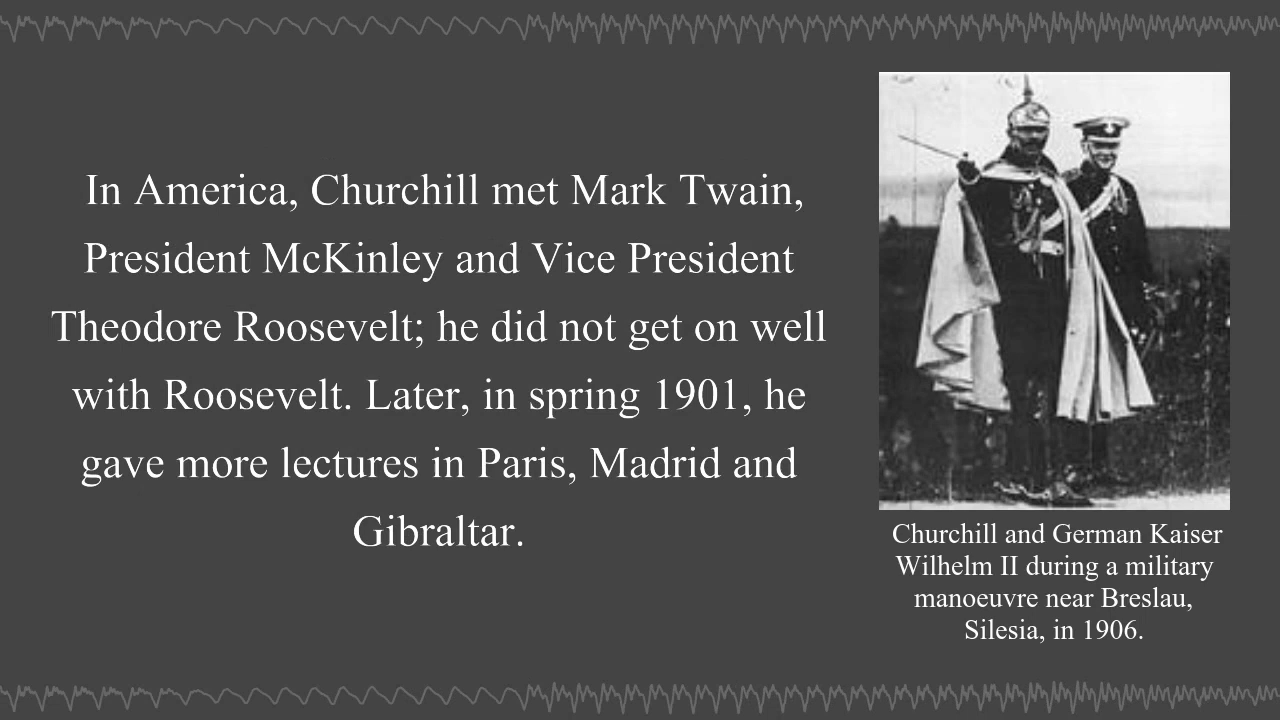 In America, Churchill met Mark Twain,
President McKinley and Vice President
Theodore Roosevelt; he did not get on well
with Roosevelt. Later, in spring 1901, he
gave more lectures in Paris, Madrid and
Gibraltar.
Churchill and German Kaiser
Wilhelm II during a military
manoeuvre near Breslau,
Silesia, in 1906.